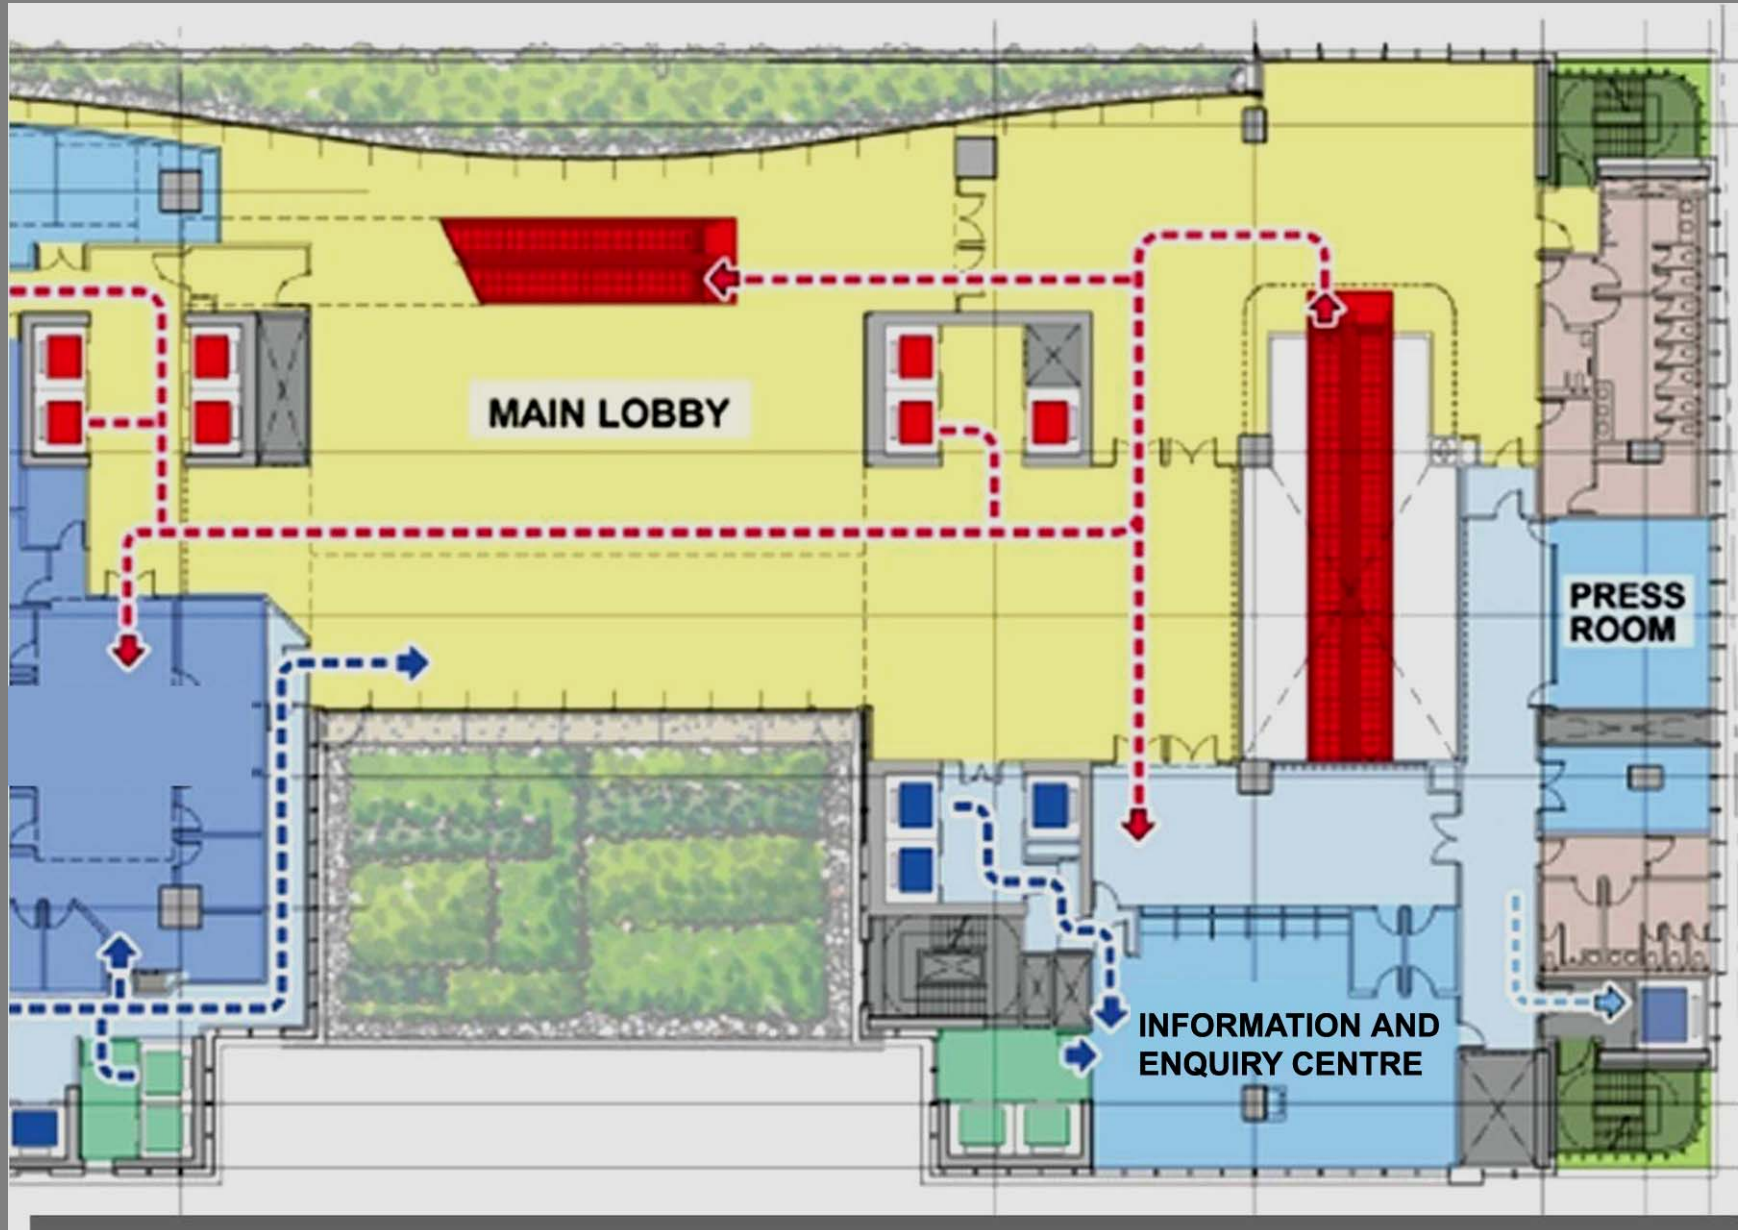 MAIN LOBBY
PRESS
ROOM
INFORMATION AND
ENQUIRY CENTRE